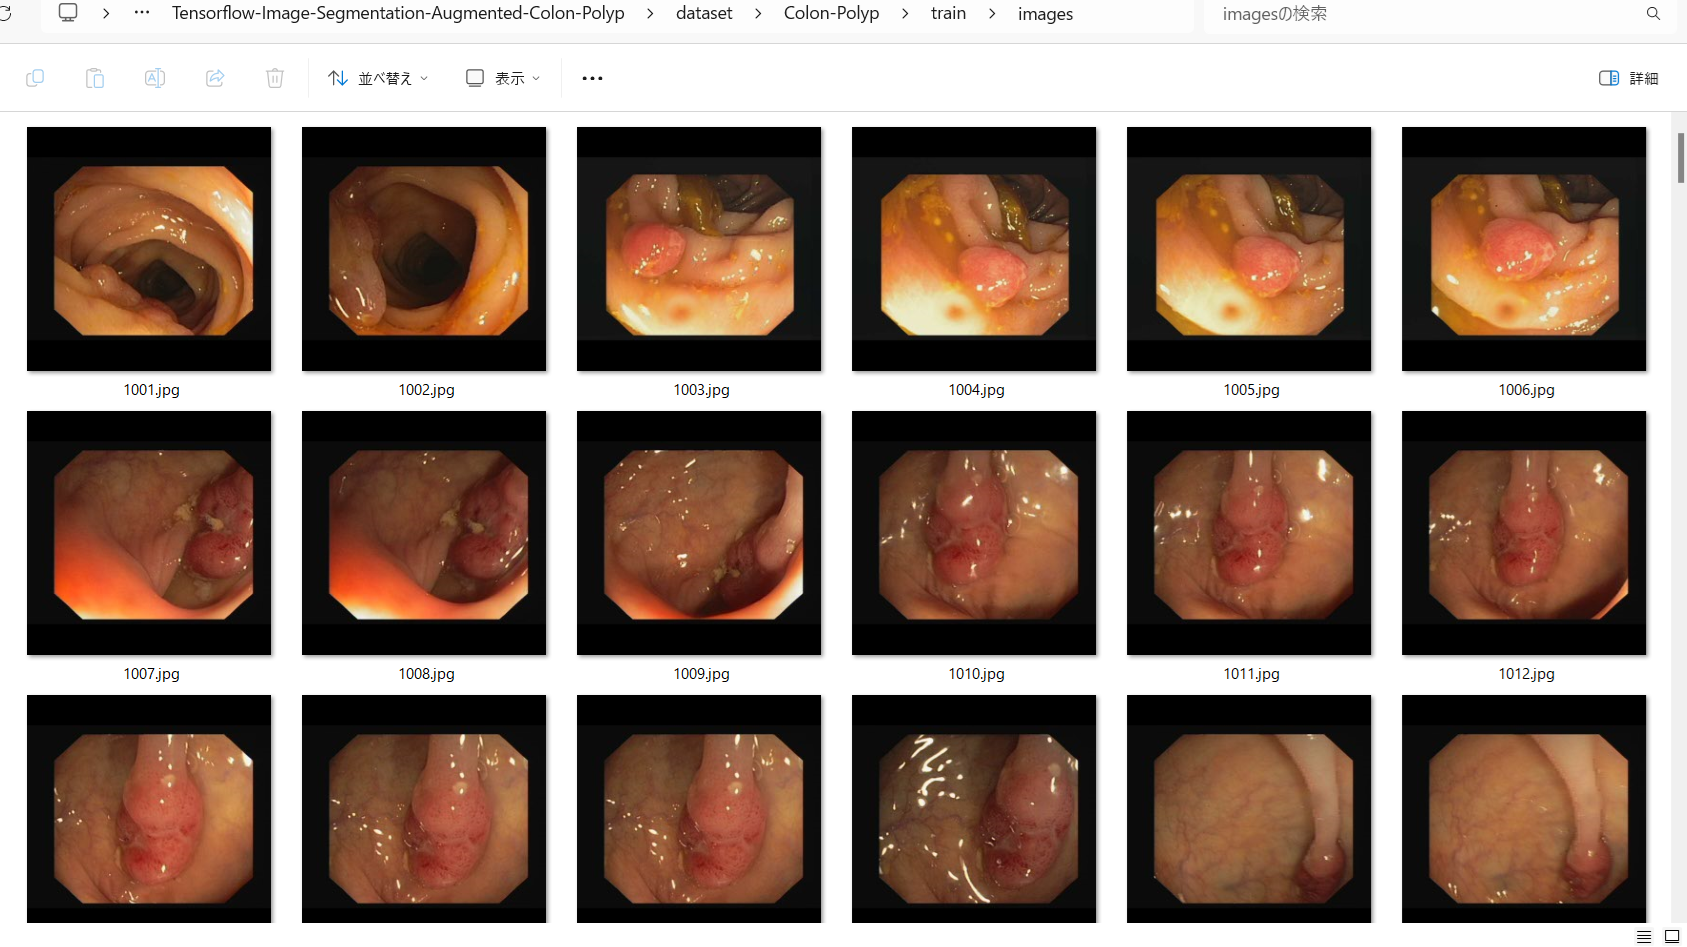 Tensorflow-Image-Segmentation-Augmented-Colon-Polyp > dataset > Colon-Polyp > train > images
imagesの検索
並べ替え
表示
詳細
1001.jpg
1002.jpg
1003.jpg
1004.jpg
1005.jpg
1006.jpg
1007.jpg
1008.jpg
1009.jpg
1010.jpg
1011.jpg
1012.jpg